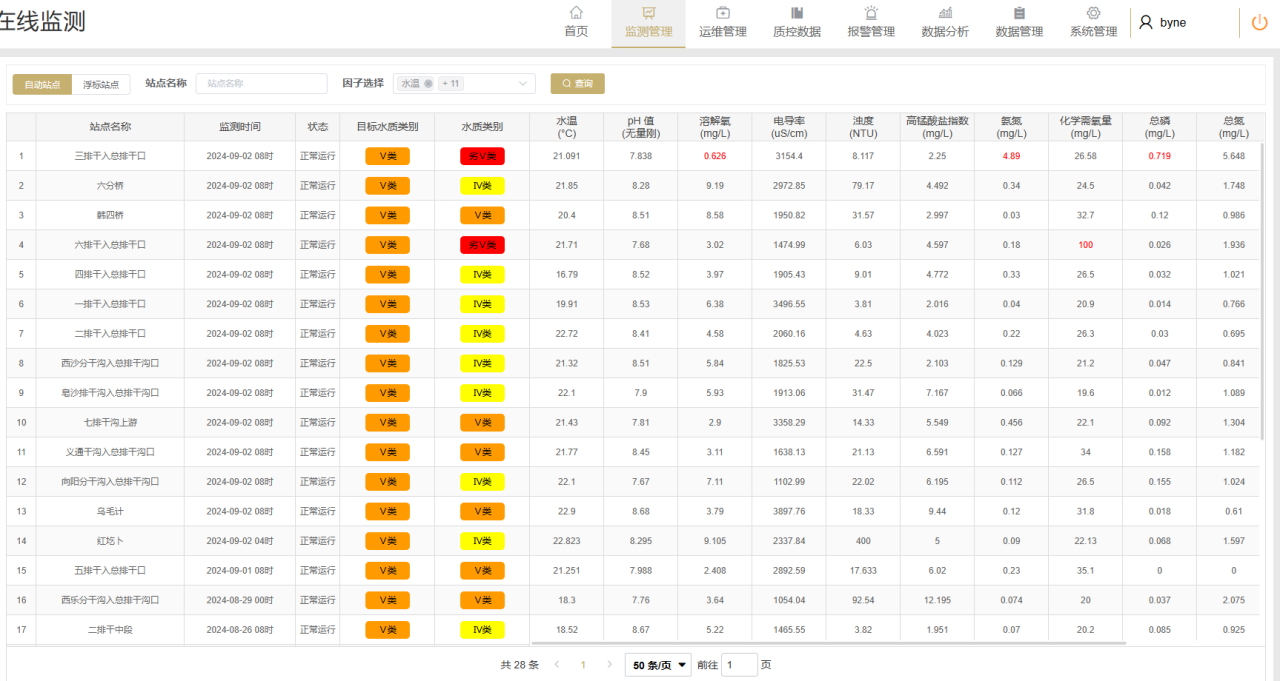 在线监测
首页
监测管理
运维管理
质控数据
报警管理
数据分析
数据管理
系统管理
byne
自动站点 浮标站点 站点名称 站点名称 因子选择 水温 + 11 查询
站点名称 监测时间 状态 目标水质类别 水质类别 水温 (°C) pH 值 (无量刚) 溶解氧 (mg/L) 电导率 (uS/cm) 浊度 (NTU) 高锰酸盐指数 (mg/L) 氨氮 (mg/L) 化学需氧量 (mg/L) 总磷 (mg/L) 总氮 (mg/L)
1 三排干入总排干口 2024-09-02 08时 正常运行 V类 劣V类 21.091 7.838 0.626 3154.4 8.117 2.25 4.89 26.58 0.719 5.648
2 六分桥 2024-09-02 08时 正常运行 V类 IV类 21.85 8.28 9.19 2972.85 79.17 4.492 0.34 24.5 0.042 1.748
3 韩四桥 2024-09-02 08时 正常运行 V类 V类 20.4 8.51 8.58 1950.82 31.57 2.997 0.03 32.7 0.12 0.986
4 六排干入总排干口 2024-09-02 08时 正常运行 V类 劣V类 21.71 7.68 3.02 1474.99 6.03 4.597 0.18 100 0.026 1.936
5 四排干入总排干口 2024-09-02 08时 正常运行 V类 IV类 16.79 8.52 3.97 1905.43 9.01 4.772 0.33 26.5 0.032 1.021
6 一排干入总排干口 2024-09-02 08时 正常运行 V类 IV类 19.91 8.53 6.38 3496.55 3.81 2.016 0.04 20.9 0.014 0.766
7 二排干入总排干口 2024-09-02 08时 正常运行 V类 IV类 22.72 8.41 4.58 2060.16 4.63 4.023 0.22 26.3 0.03 0.695
8 西沙分干沟入总排干沟口 2024-09-02 08时 正常运行 V类 IV类 21.32 8.51 5.84 1825.53 22.5 2.103 0.129 21.2 0.047 0.841
9 皂沙排干沟入总排干沟口 2024-09-02 08时 正常运行 V类 IV类 22.1 7.9 5.93 1913.06 31.47 7.167 0.066 19.6 0.012 1.089
10 七排干沟上游 2024-09-02 08时 正常运行 V类 V类 21.43 7.81 2.9 3358.29 14.33 5.549 0.456 22.1 0.092 1.304
11 义通干沟入总排干沟口 2024-09-02 08时 正常运行 V类 V类 21.77 8.45 3.11 1638.13 21.13 6.591 0.127 34 0.158 1.182
12 向阳分干沟入总排干沟口 2024-09-02 08时 正常运行 V类 IV类 22.1 7.67 7.11 1102.99 22.02 6.195 0.112 26.5 0.155 1.024
13 乌毛计 2024-09-02 08时 正常运行 V类 V类 22.9 8.68 3.79 3897.76 18.33 9.44 0.12 31.8 0.018 0.61
14 红圪卜 2024-09-02 04时 正常运行 V类 IV类 22.823 8.295 9.105 2337.84 400 5 0.09 22.13 0.068 1.597
15 五排干入总排干口 2024-09-01 08时 正常运行 V类 V类 21.251 7.988 2.408 2892.59 17.633 6.02 0.23 35.1 0 0
16 西乐分干沟入总排干沟口 2024-08-29 00时 正常运行 V类 V类 18.3 7.76 3.64 1054.04 92.54 12.195 0.074 20 0.037 2.075
17 二排干中段 2024-08-26 08时 正常运行 V类 IV类 18.52 8.67 5.22 1465.55 3.82 1.951 0.07 20.2 0.085 0.925
共 28 条 1 50 条/页 前往 1 页